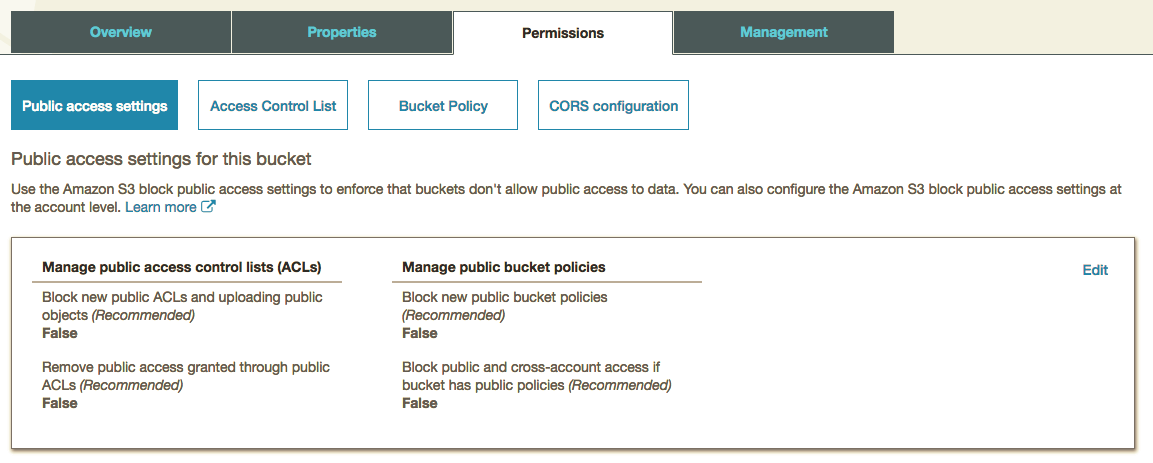 Overview Properties Permissions Management
Public access settings Access Control List Bucket Policy CORS configuration
Public access settings for this bucket
Use the Amazon S3 block public access settings to enforce that buckets don't allow public access to data. You can also configure the Amazon S3 block public access settings at
the account level. Learn more
Edit
Manage public access control lists (ACLs)
Block new public ACLs and uploading public
objects (Recommended)
False
Remove public access granted through public
ACLs (Recommended)
False
Manage public bucket policies
Block new public bucket policies
(Recommended)
False
Block public and cross-account access if
bucket has public policies (Recommended)
False